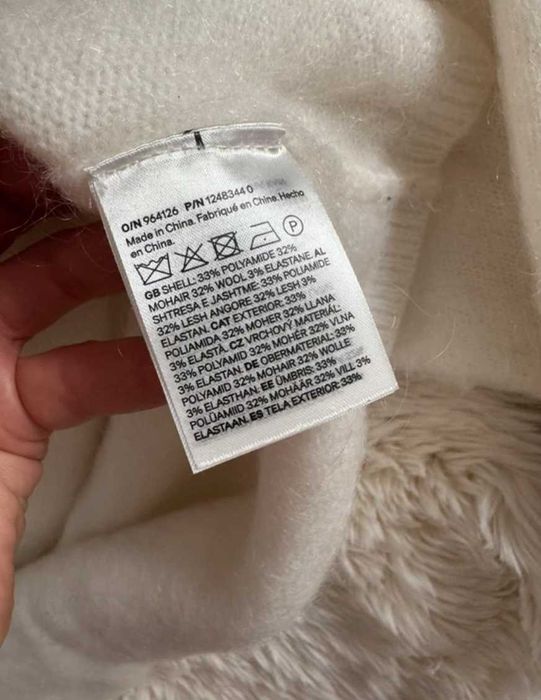 O/N 964126 P/N 1248344 0
Made in China. Fabriqué en Chine. Hecho
en China.
P
GB SHELL: 33% POLYAMIDE 32%
MOHAIR 32% WOOL 3% ELASTANE. AL
SHTRESA E JASHTME: 33% POLIAMIDE
32% LESH ANGORE 32% LESH 3%
ELASTAN. CAT EXTERIOR: 33%
POLIAMIDA 32% MOHER 32% LLANA
3% ELASTÀ. CZ VRCHOVÝ MATERIÁL:
33% POLYAMID 32% MOHÉR 32% VLNA
3% ELASTAN. DE OBERMATERIAL: 33%
POLYAMID 32% MOHAIR 32% WOLLE
3% ELASTHAN. EE ÜMBRIS: 33%
POLÜAMIID 32% MOHÄÄR 32% VILL 3%
ELASTAAN. ES TELA EXTERIOR: 33%